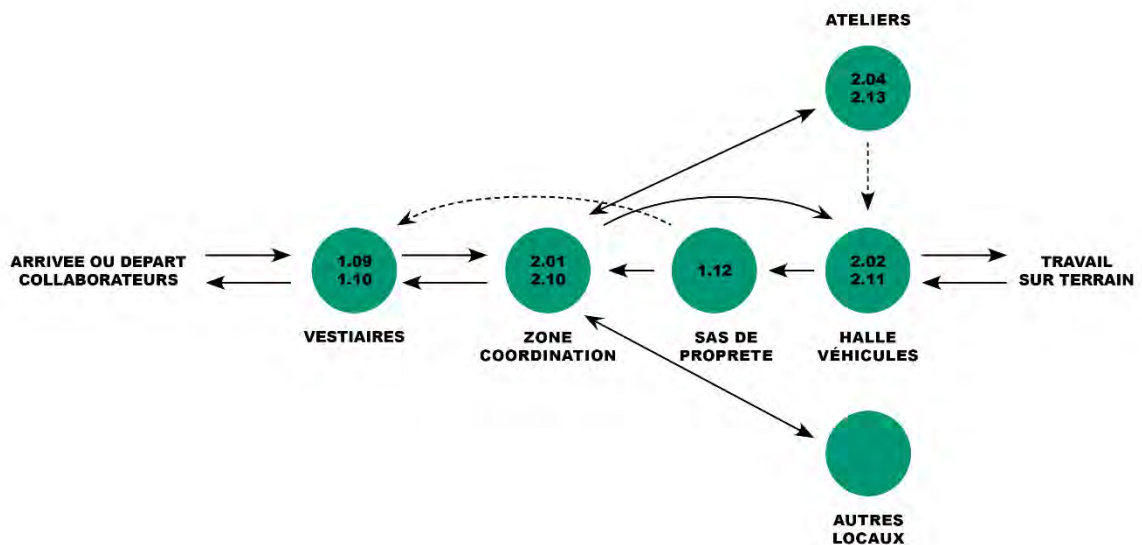 ATELIERS
2.04
2.13
ARRIVEE OU DEPART
COLLABORATEURS
1.09
1.10
2.01
2.10
1.12
2.02
2.11
TRAVAIL
SUR TERRAIN
VESTIAIRES
ZONE
COORDINATION
SAS DE
PROPRETE
HALLE
VÉHICULES
AUTRES
LOCAUX